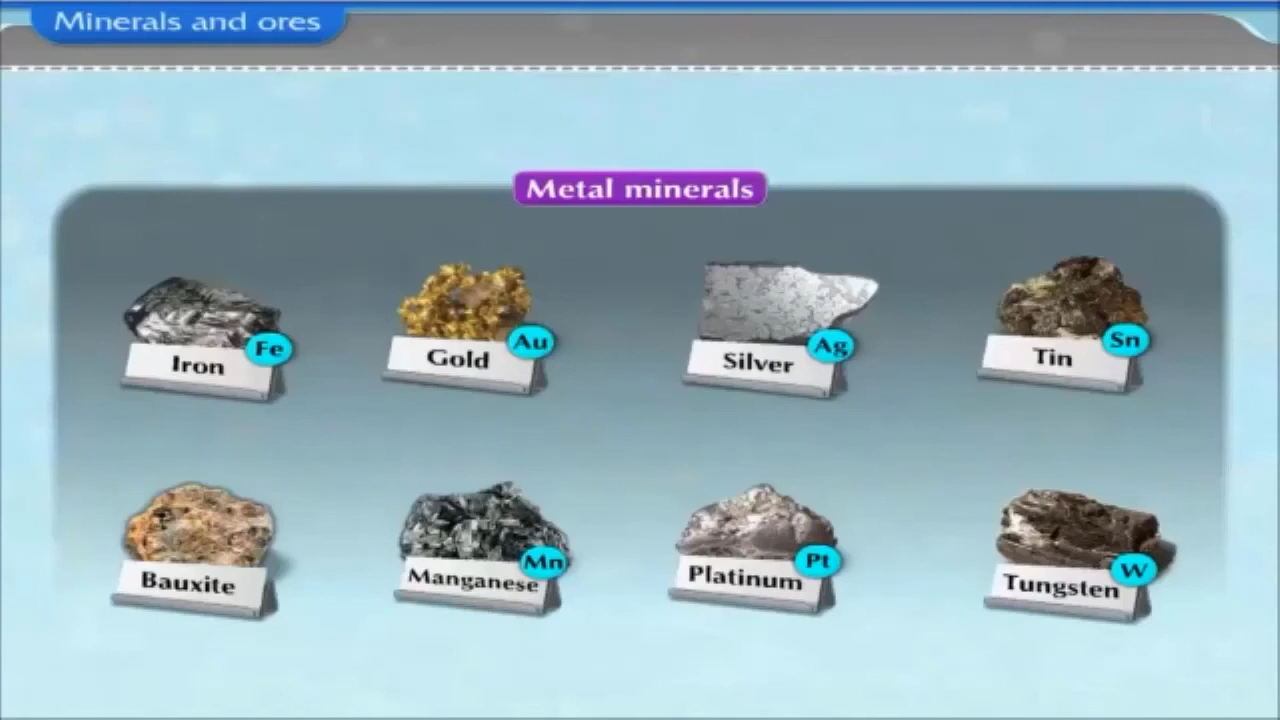 Minerals and ores
Metal minerals
Iron
Fe
Gold
Au
Silver
Ag
Tin
Sn
Bauxite
Manganese
Mn
Platinum
Pt
Tungsten
W